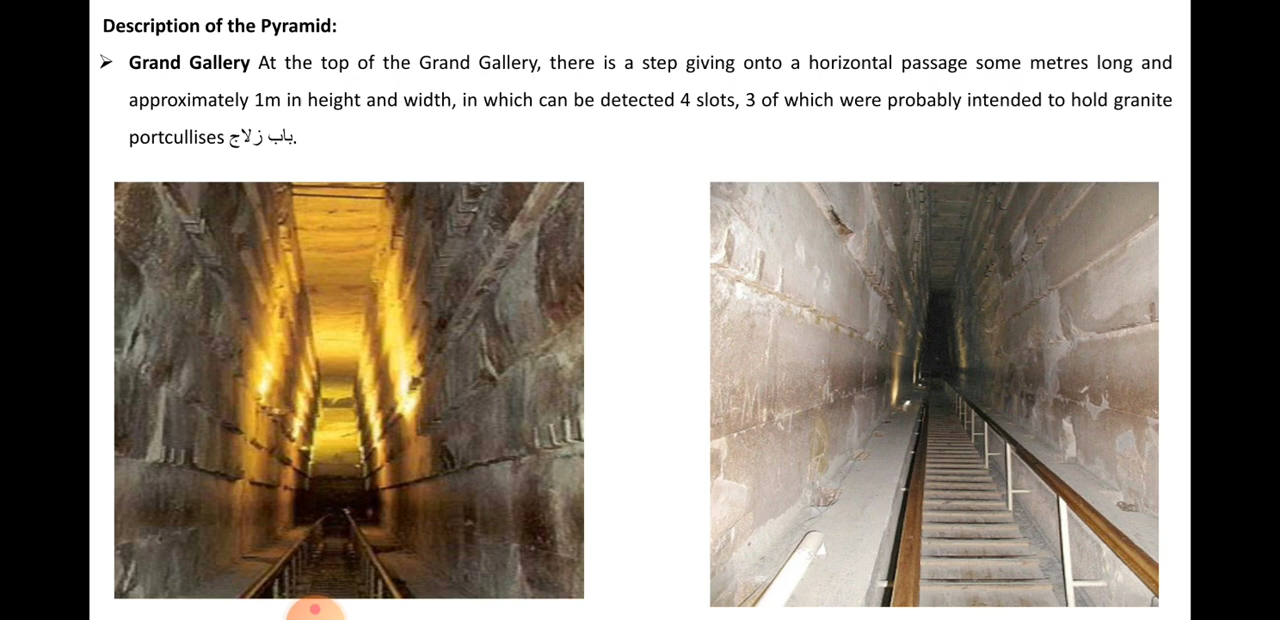 Description of the Pyramid:
➢ Grand Gallery At the top of the Grand Gallery, there is a step giving onto a horizontal passage some metres long and
approximately 1m in height and width, in which can be detected 4 slots, 3 of which were probably intended to hold granite
portcullises باب زلاج.